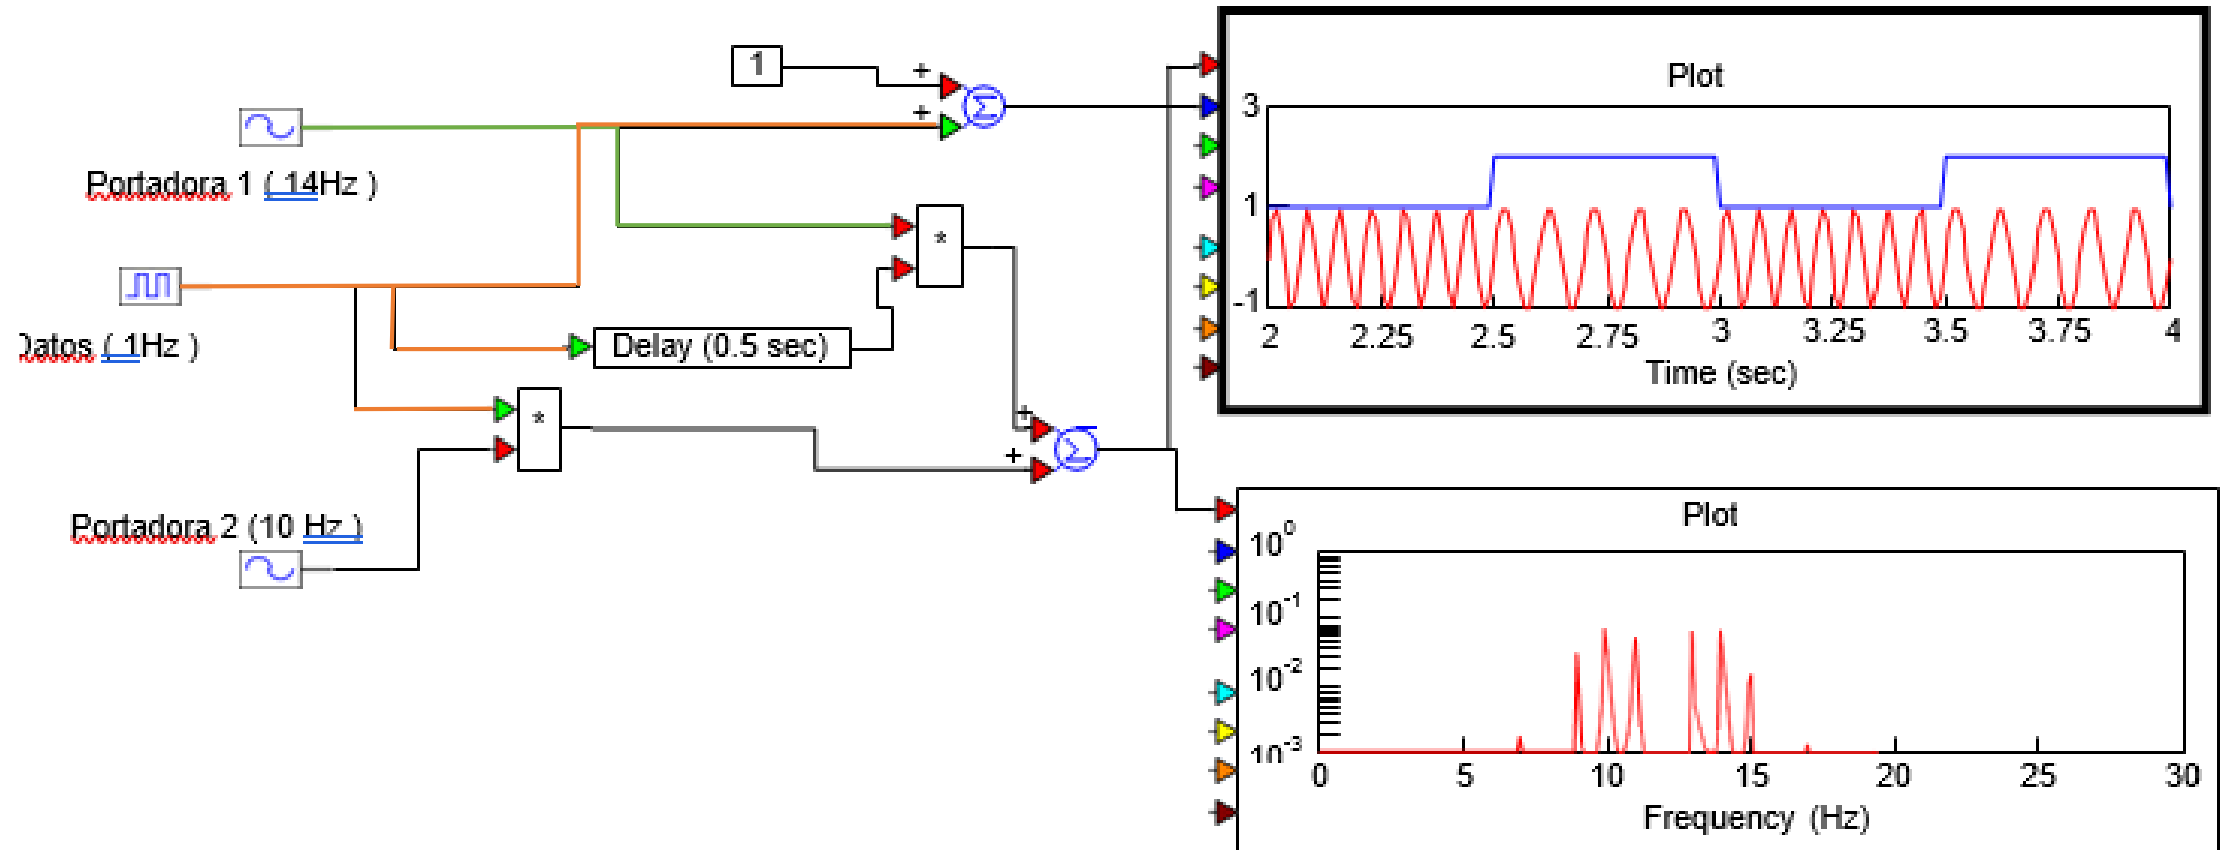 1
+
+
Portadora 1 ( 14Hz )
*
Datos ( 1Hz )
Delay (0.5 sec)
*
+
+
Portadora 2 (10 Hz )
Plot
3
1
-1
2 2.25 2.5 2.75 3 3.25 3.5 3.75 4
Time (sec)
Plot
10^0
10^-1
10^-2
10^-3
0 5 10 15 20 25 30
Frequency (Hz)